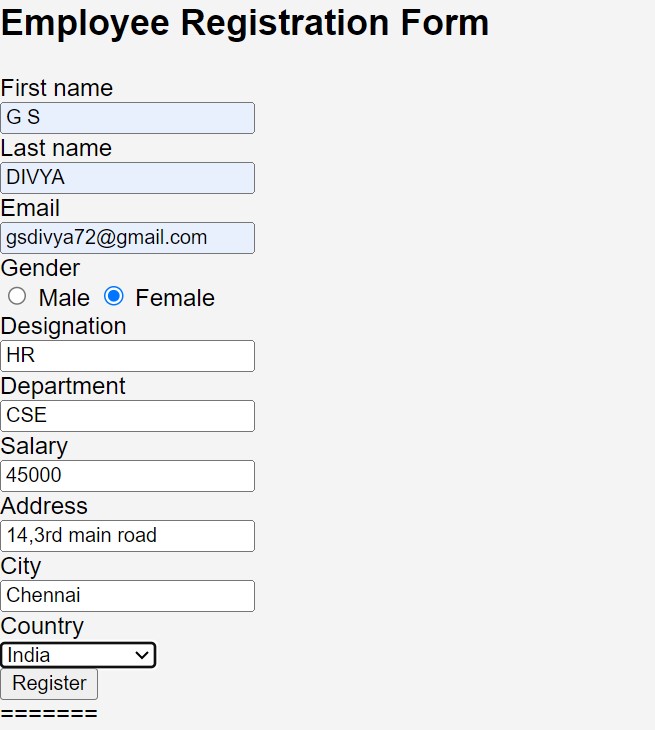 Employee Registration Form
First name
G S
Last name
DIVYA
Email
gsdivya72@gmail.com
Gender
Male Female
Designation
HR
Department
CSE
Salary
45000
Address
14,3rd main road
City
Chennai
Country
India
Register
=======